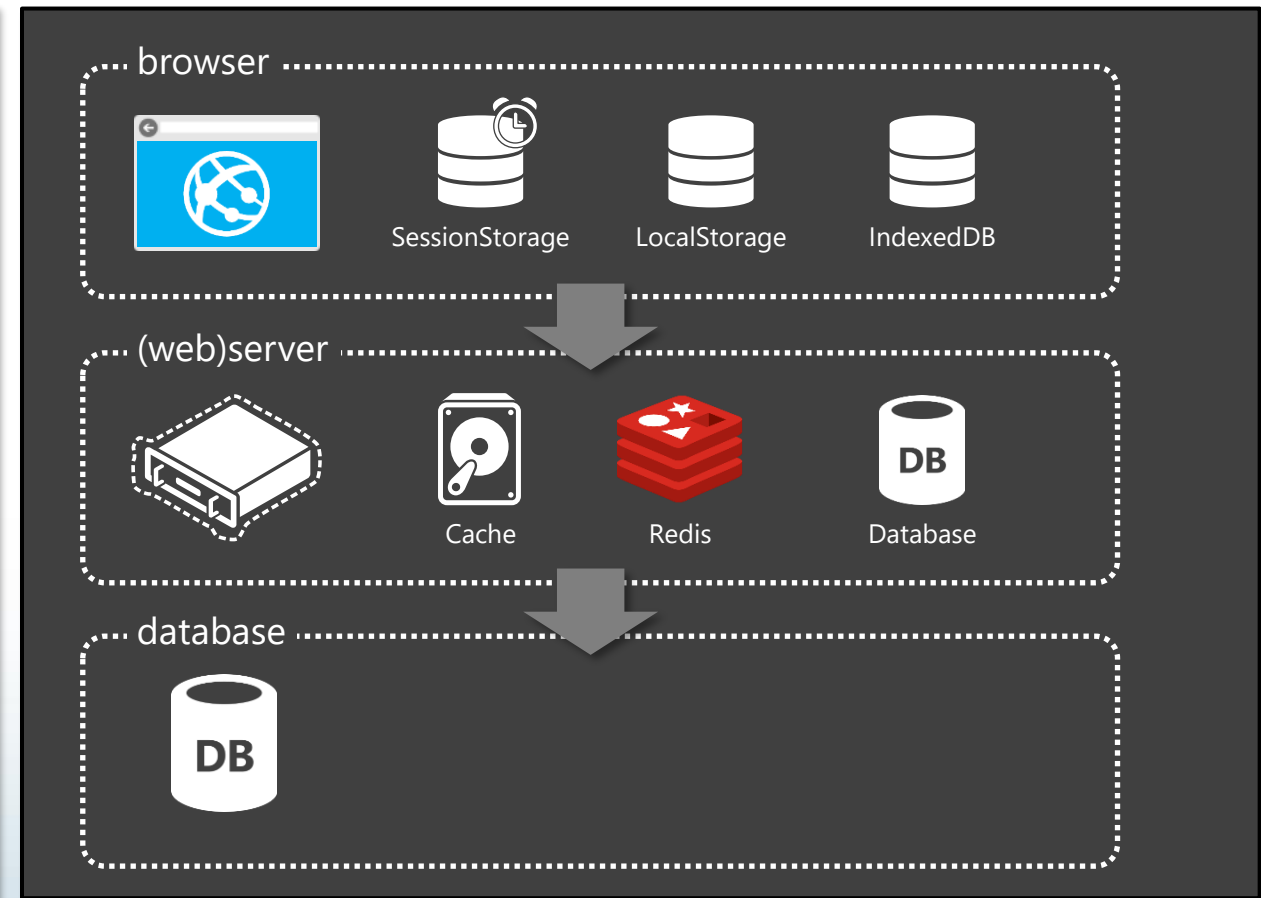 browser
SessionStorage
LocalStorage
IndexedDB
(web)server
DB
Cache
Redis
Database
database
DB